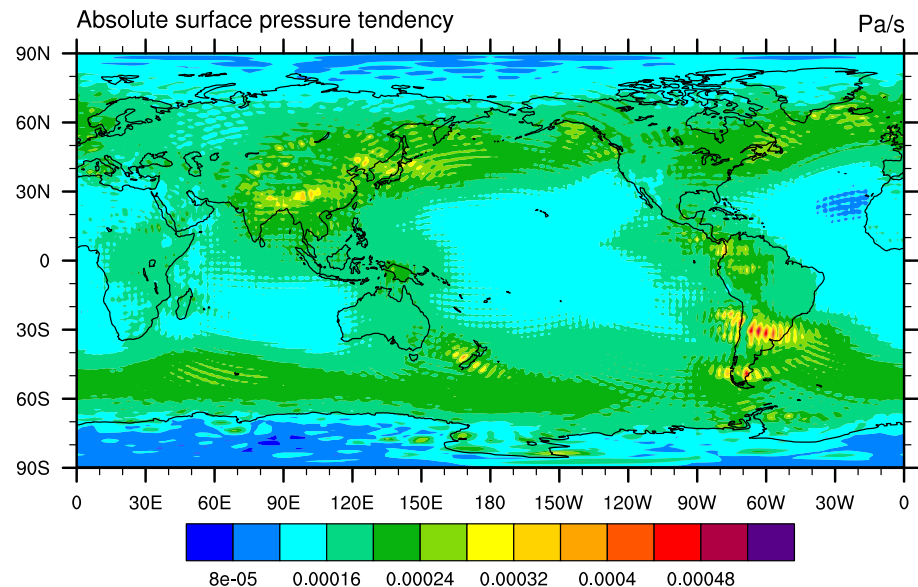 Absolute surface pressure tendency Pa/s
90N
60N
30N
0
30S
60S
90S
0 30E 60E 90E 120E 150E 180 150W 120W 90W 60W 30W 0
8e-05 0.00016 0.00024 0.00032 0.0004 0.00048